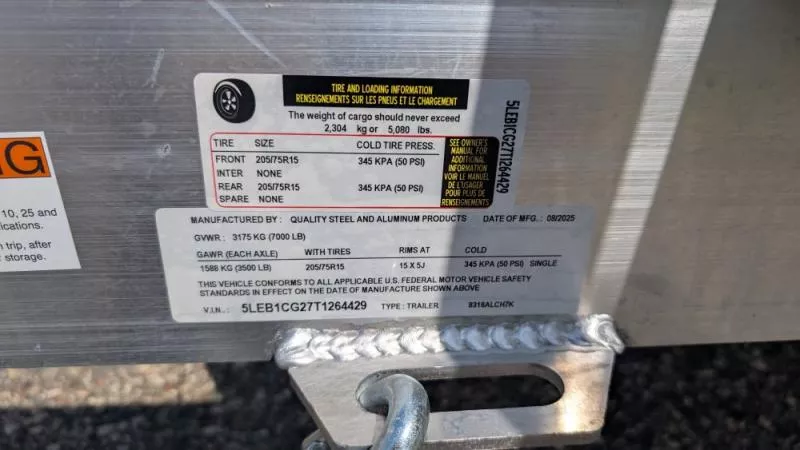 TIRE AND LOADING INFORMATION
RENSEIGNEMENTS SUR LES PNEUS ET LE CHARGEMENT
The weight of cargo should never exceed
2,304 kg or 5,080 lbs.
TIRE SIZE COLD TIRE PRESS.
FRONT 205/75R15 345 KPA (50 PSI)
INTER NONE
REAR 205/75R15 345 KPA (50 PSI)
SPARE NONE
SEE OWNER'S
MANUAL FOR
ADDITIONAL
INFORMATION
VOIR LE MANUEL
DE L'USAGER
POUR PLUS DE
RENSEIGNEMENTS
5LEB1CG27T1264429
NG
10, 25 and
ications.
n trip, after
r storage.
MANUFACTURED BY: QUALITY STEEL AND ALUMINUM PRODUCTS DATE OF MFG.: 08/2025
GVWR: 3175 KG (7000 LB)
GAWR (EACH AXLE) WITH TIRES RIMS AT COLD
1588 KG (3500 LB) 205/75R15 15 X 5J 345 KPA (50 PSI) SINGLE
THIS VEHICLE CONFORMS TO ALL APPLICABLE U.S. FEDERAL MOTOR VEHICLE SAFETY
STANDARDS IN EFFECT ON THE DATE OF MANUFACTURE SHOWN ABOVE
V.I.N.: 5LEB1CG27T1264429 TYPE: TRAILER 8316ALCH7K